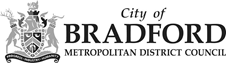 City of
BRADFORD
METROPOLITAN DISTRICT COUNCIL